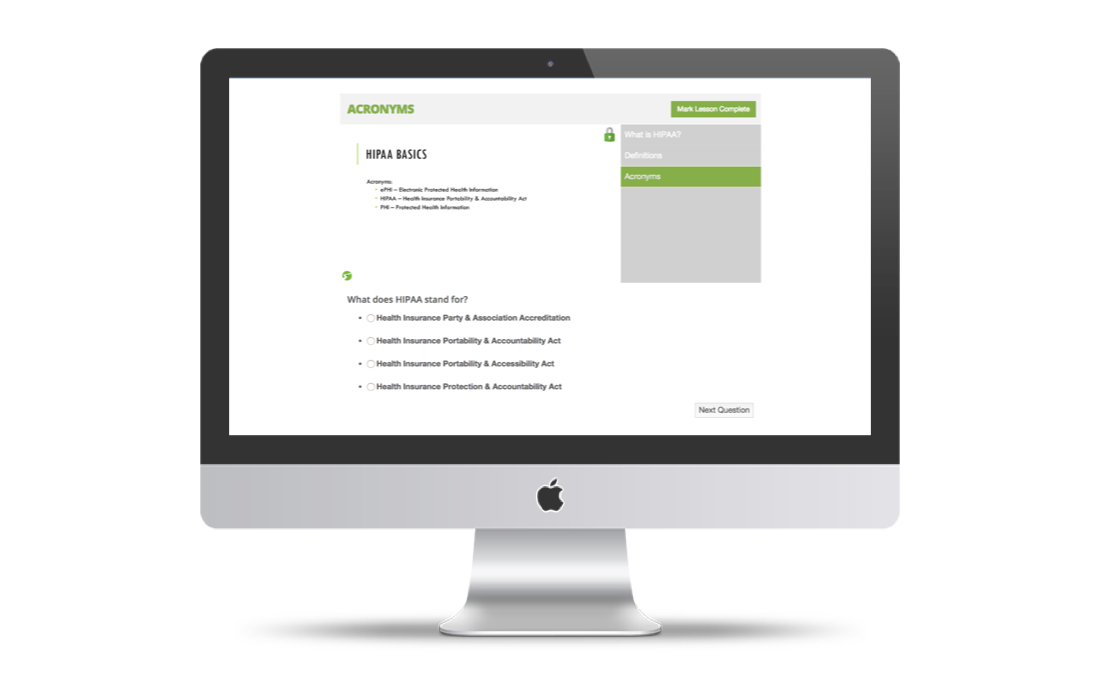 ACRONYMS
Mark Lesson Complete
What is HIPAA?
Definitions
Acronyms
HIPAA BASICS
Acronyms:
ePHI – Electronic Protected Health Information
HIPAA – Health Insurance Portability & Accountability Act
PHI – Protected Health Information
What does HIPAA stand for?
Health Insurance Party & Association Accreditation
Health Insurance Portability & Accountability Act
Health Insurance Portability & Accessibility Act
Health Insurance Protection & Accountability Act
Next Question